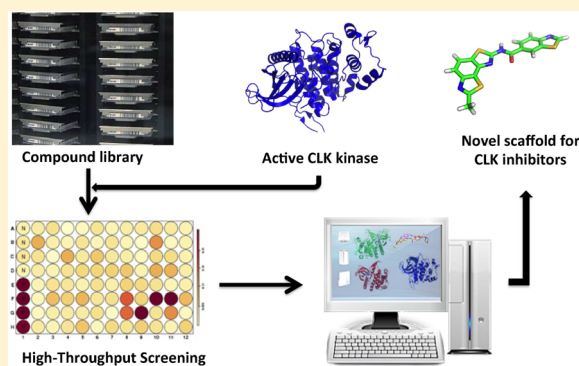 Compound library
Active CLK kinase
Novel scaffold for
CLK inhibitors
A N
B N
C N
D N
E
F
G
H
1 2 3 4 5 6 7 8 9 10 11 12
High-Throughput Screening